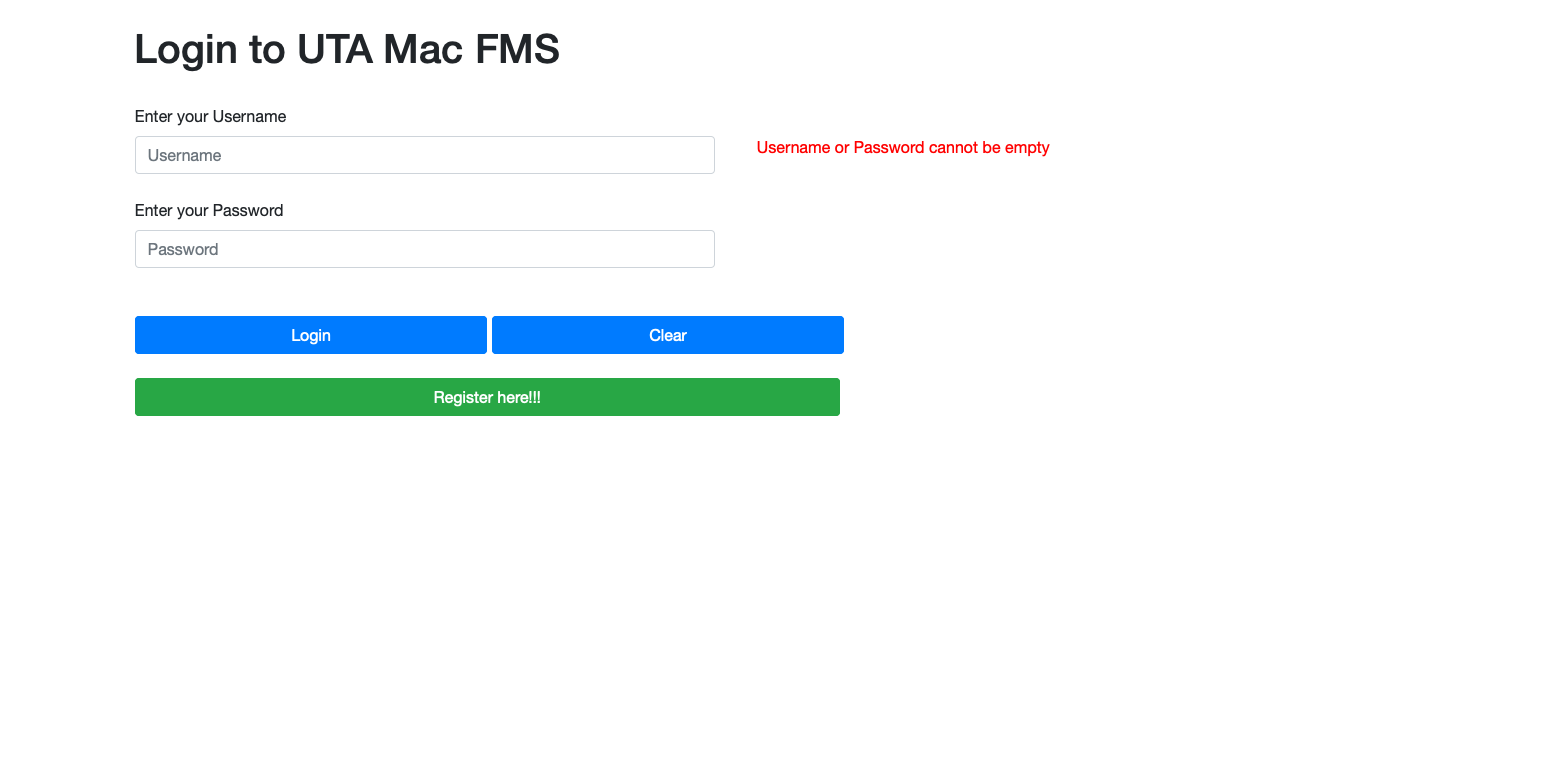 Login to UTA Mac FMS
Enter your Username
Username
Username or Password cannot be empty
Enter your Password
Password
Login
Clear
Register here!!!